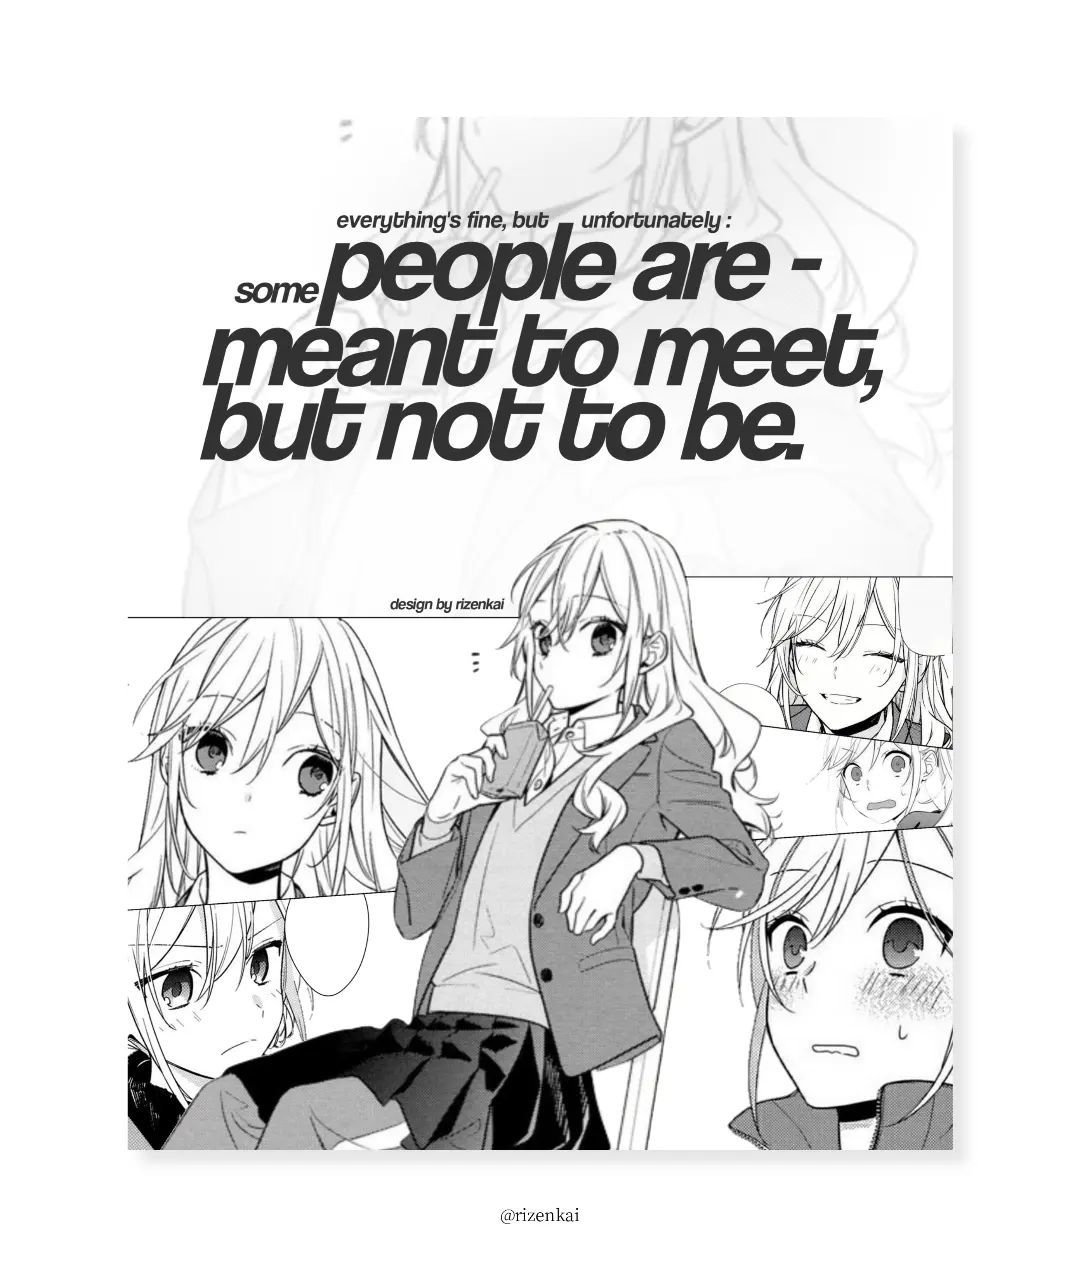 everything's fine, but unfortunately :
some people are -
meant to meet,
but not to be.
design by rizenkai
@rizenkai